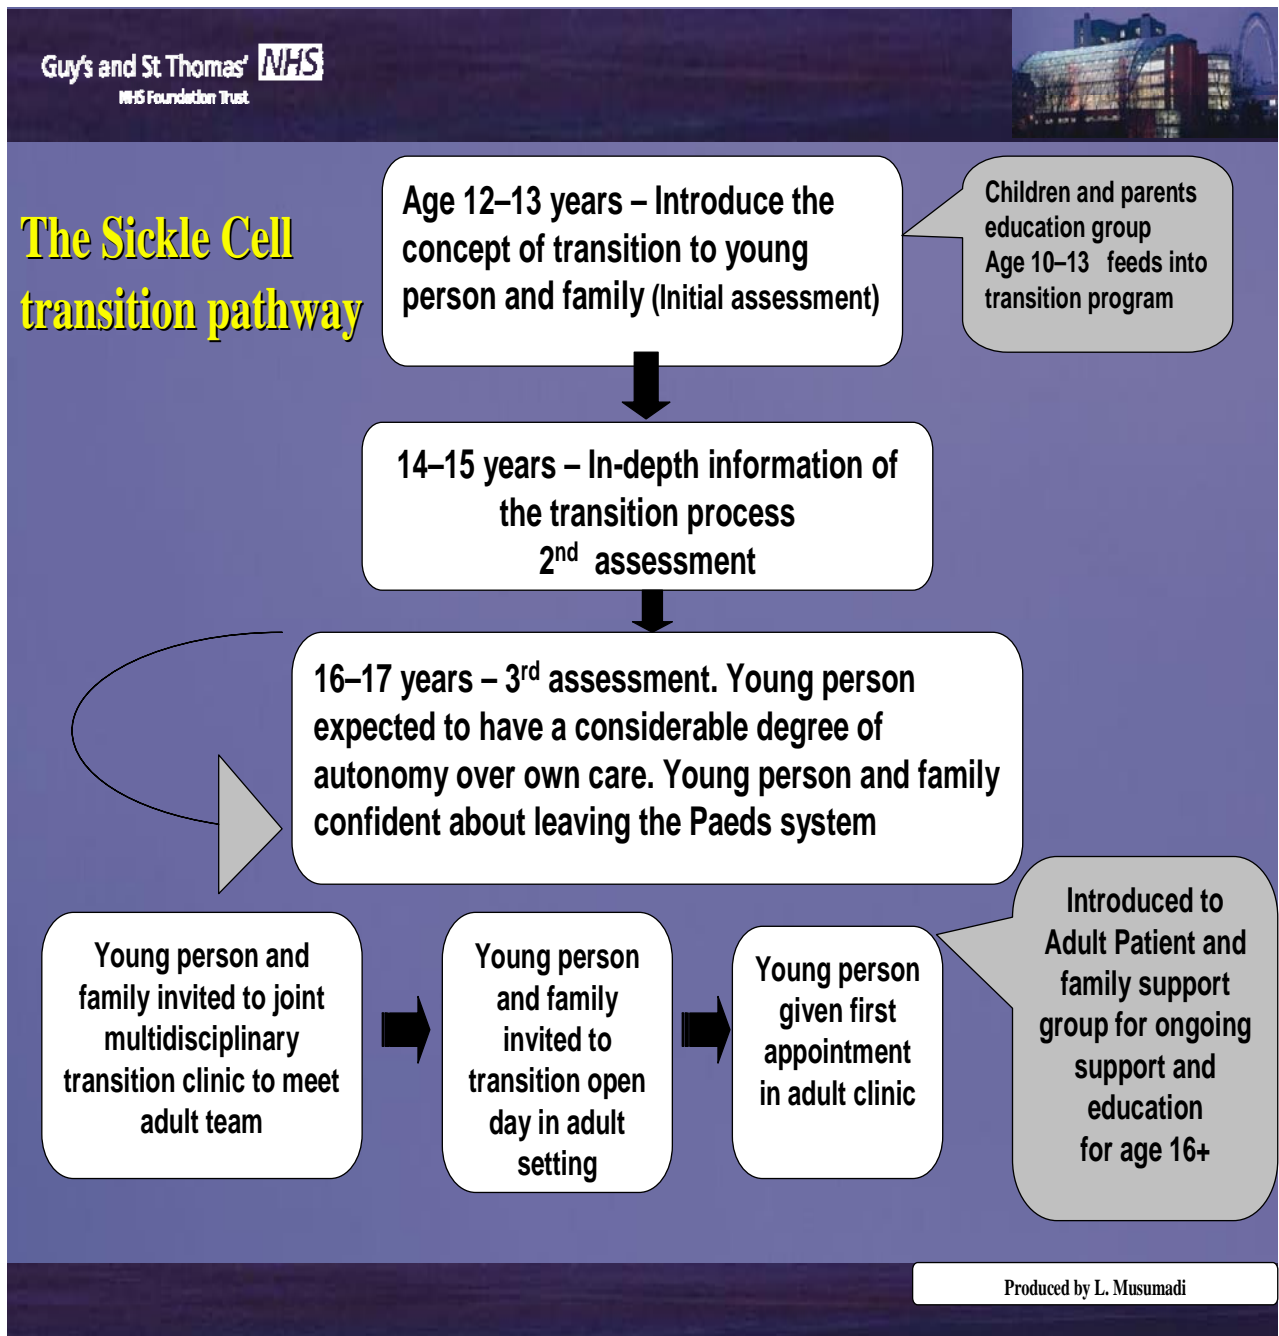 Guy's and St Thomas' NHS
NHS Foundation Trust
The Sickle Cell
transition pathway
Age 12–13 years – Introduce the
concept of transition to young
person and family (Initial assessment)
Children and parents
education group
Age 10–13 feeds into
transition program
14–15 years – In-depth information of
the transition process
2nd assessment
16–17 years – 3rd assessment. Young person
expected to have a considerable degree of
autonomy over own care. Young person and family
confident about leaving the Paeds system
Young person and
family invited to joint
multidisciplinary
transition clinic to meet
adult team
Young person
and family
invited to
transition open
day in adult
setting
Young person
given first
appointment
in adult clinic
Introduced to
Adult Patient and
family support
group for ongoing
support and
education
for age 16+
Produced by L. Musumadi